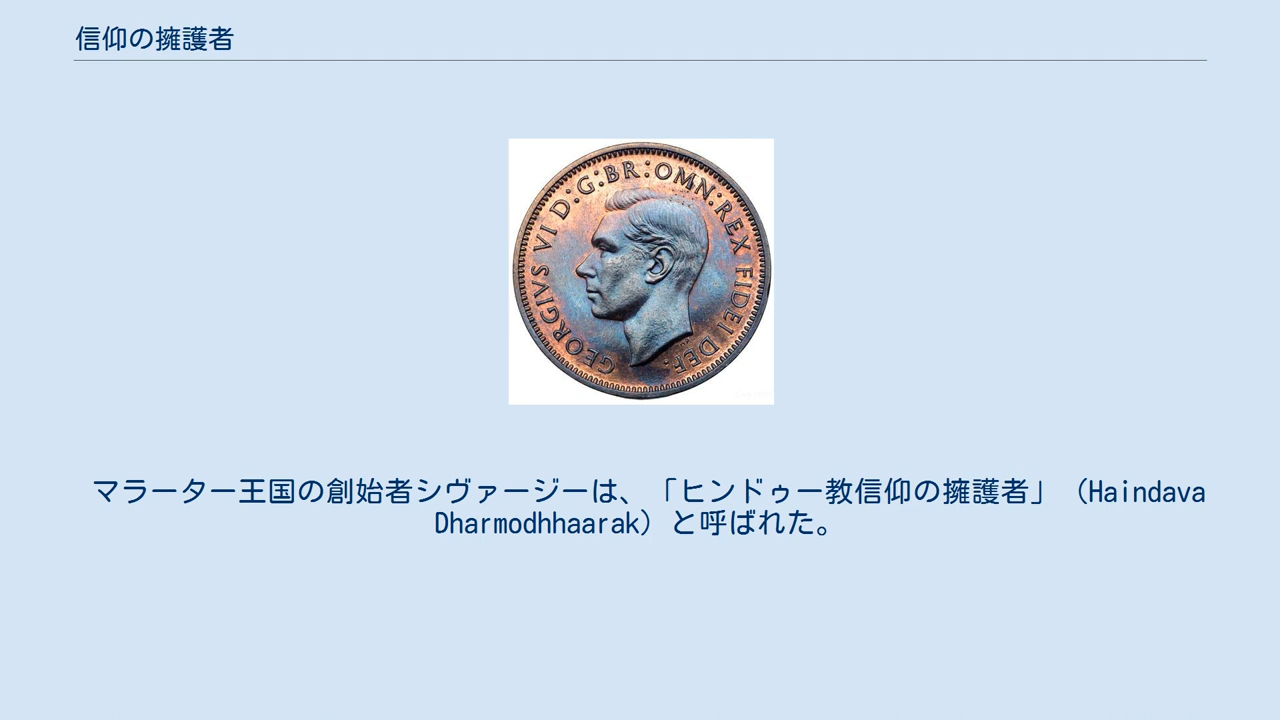 信仰の擁護者
GEORGIVS VI D:G:BR:OMN:REX FIDEI DEF:
マラーター王国の創始者シヴァージーは、「ヒンドゥー教信仰の擁護者」（Haindava
Dharmodhhaarak）と呼ばれた。